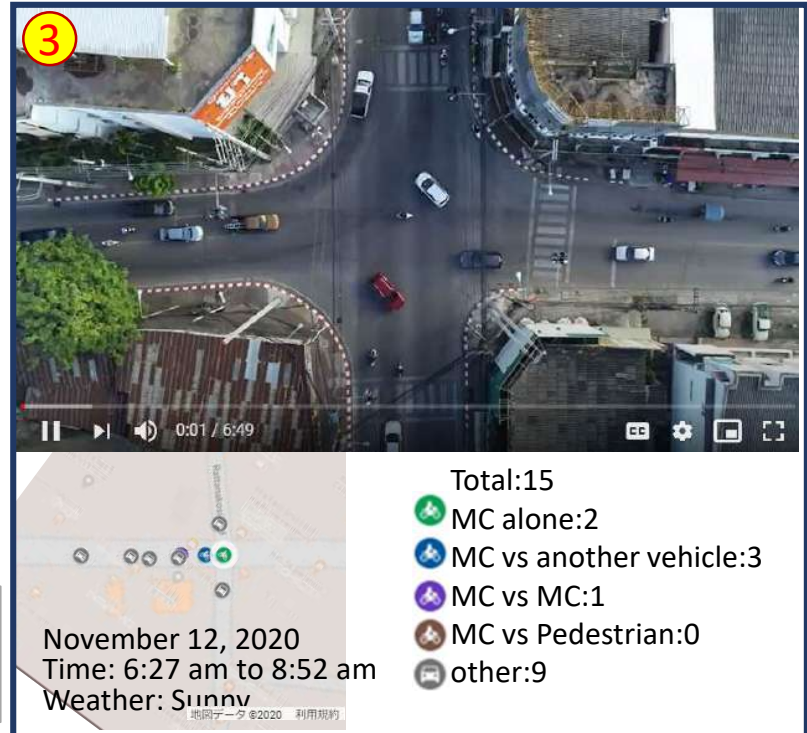 3
0:01 / 6:49
CC
Total:15
MC alone:2
MC vs another vehicle:3
MC vs MC:1
MC vs Pedestrian:0
other:9
November 12, 2020
Time: 6:27 am to 8:52 am
Weather: Sunny
地図データ ©2020 利用規約